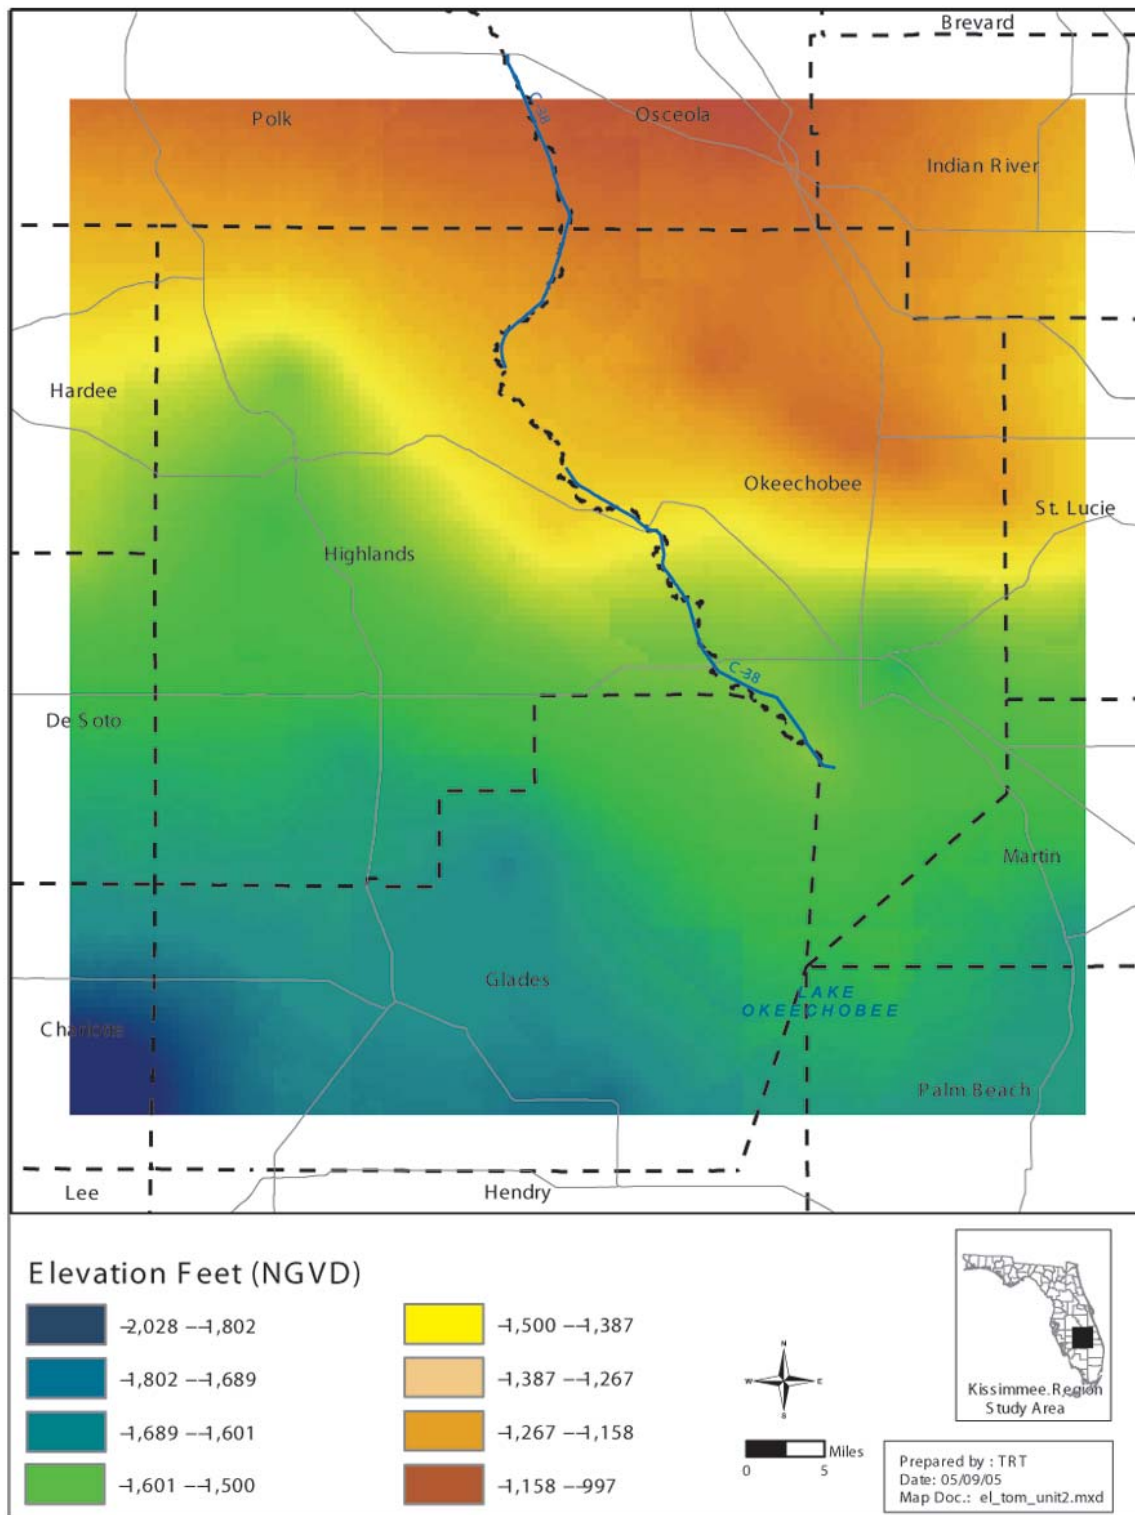 Brevard
Polk
C-38
Osceola
Indian River
Hardee
Okeechobee
St. Lucie
Highlands
C-38
De Soto
Martin
Glades
LAKE
OKEECHOBEE
Charlotte
Palm Beach
Lee
Hendry
Elevation Feet (NGVD)
-2,028 --1,802
-1,802 --1,689
-1,689 --1,601
-1,601 --1,500
-1,500 --1,387
-1,387 --1,267
-1,267 --1,158
-1,158 --997
N
W
E
S
Miles
0 5
Kissimmee Region
Study Area
Prepared by : TRT
Date: 05/09/05
Map Doc.: el_tom_unit2.mxd